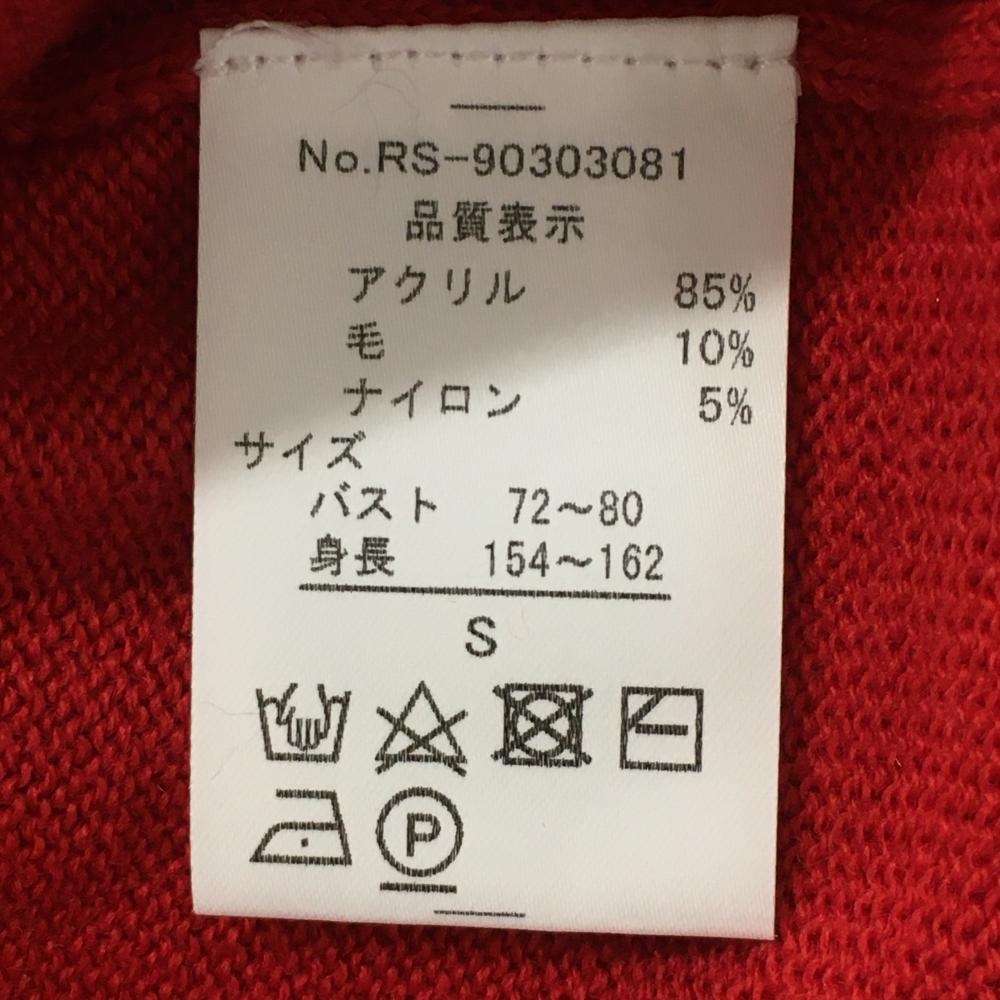 No.RS-90303081
品質表示
アクリル 85%
毛 10%
ナイロン 5%
サイズ
バスト 72～80
身長 154～162
S
P